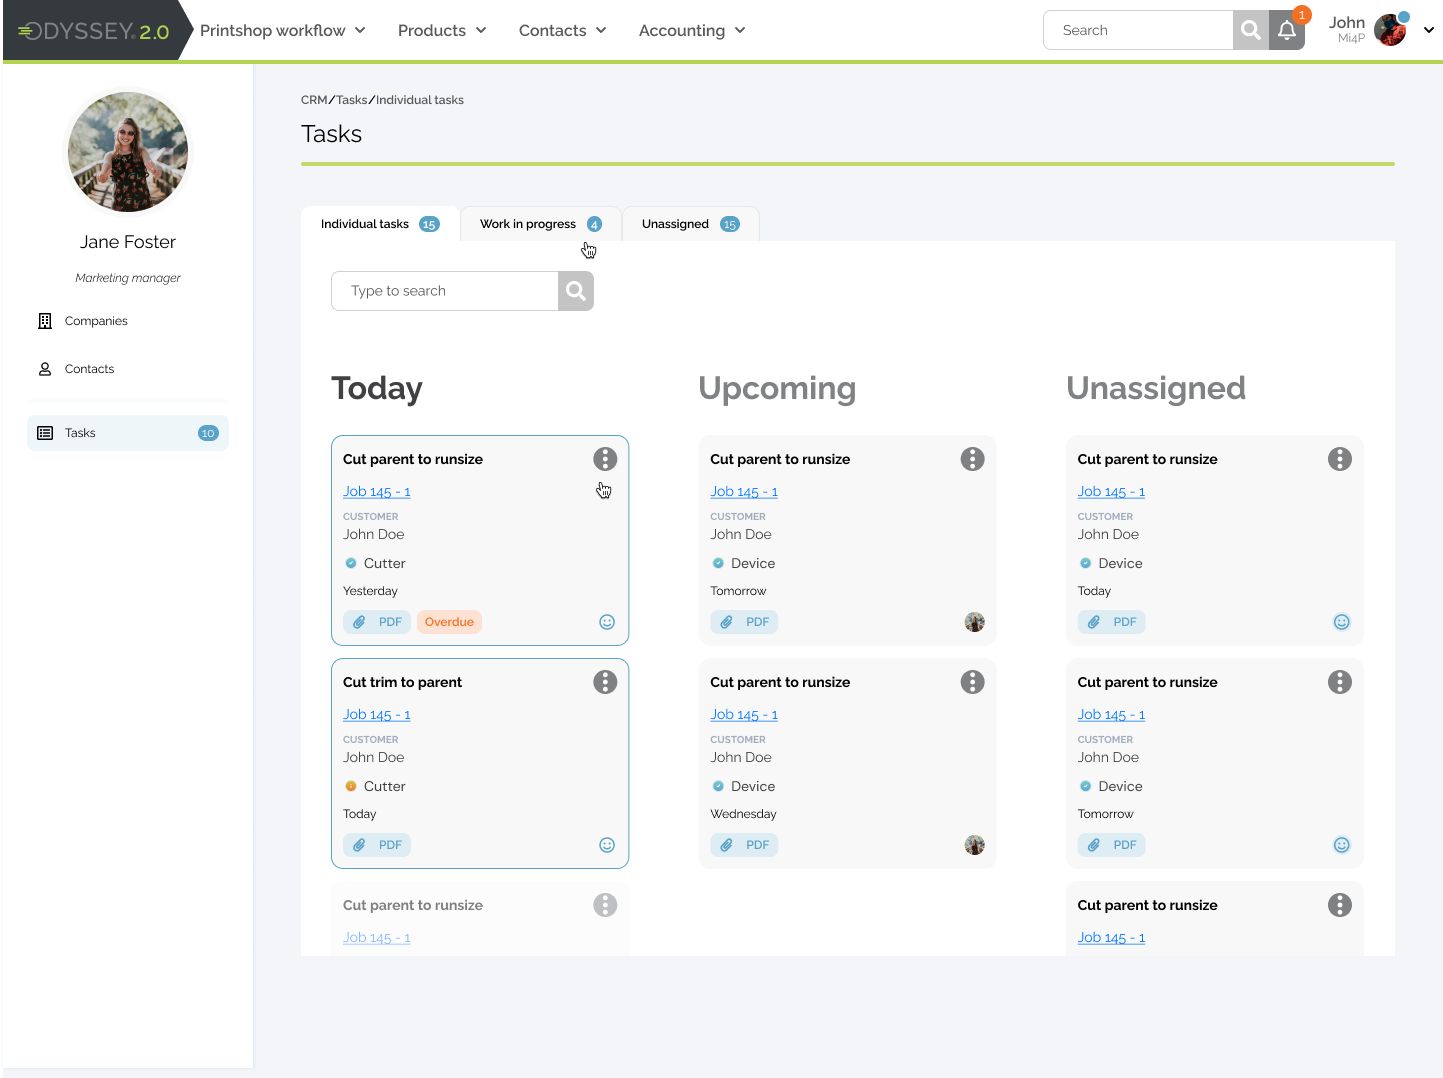 ODYSSEY® 2.0
Printshop workflow
Products
Contacts
Accounting
Search
1
John
Mi4P
Jane Foster
Marketing manager
Companies
Contacts
Tasks 10
CRM/Tasks/Individual tasks
Tasks
Individual tasks 15
Work in progress 4
Unassigned 15
Type to search
Today
Cut parent to runsize
Job 145 - 1
CUSTOMER
John Doe
Cutter
Yesterday
PDF Overdue
Cut trim to parent
Job 145 - 1
CUSTOMER
John Doe
Cutter
Today
PDF
Cut parent to runsize
Job 145 - 1
Upcoming
Cut parent to runsize
Job 145 - 1
CUSTOMER
John Doe
Device
Tomorrow
PDF
Cut parent to runsize
Job 145 - 1
CUSTOMER
John Doe
Device
Wednesday
PDF
Unassigned
Cut parent to runsize
Job 145 - 1
CUSTOMER
John Doe
Device
Today
PDF
Cut parent to runsize
Job 145 - 1
CUSTOMER
John Doe
Device
Tomorrow
PDF
Cut parent to runsize
Job 145 - 1